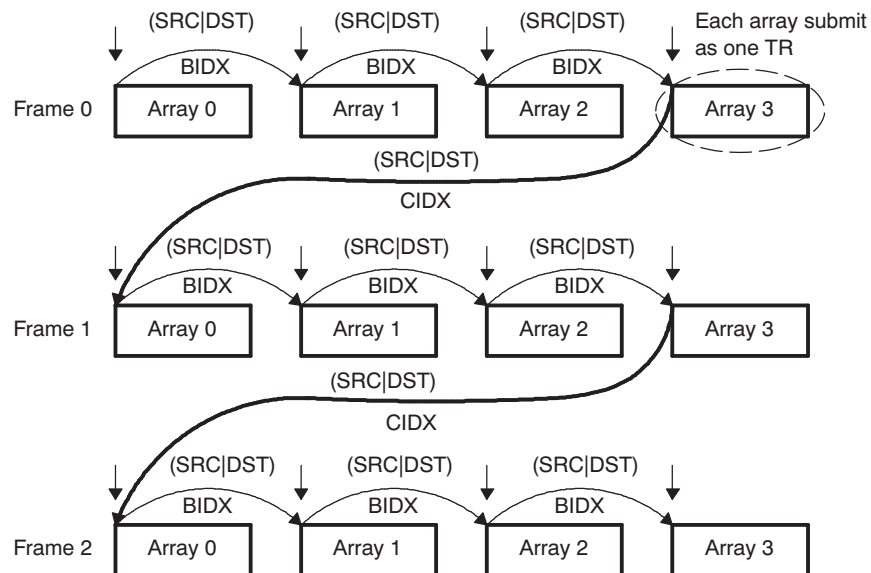 (SRC|DST) (SRC|DST) (SRC|DST) Each array submit
as one TR
BIDX BIDX BIDX
Frame 0 Array 0 Array 1 Array 2 Array 3
(SRC|DST)
CIDX
(SRC|DST) (SRC|DST) (SRC|DST)
BIDX BIDX BIDX
Frame 1 Array 0 Array 1 Array 2 Array 3
(SRC|DST)
CIDX
(SRC|DST) (SRC|DST) (SRC|DST)
BIDX BIDX BIDX
Frame 2 Array 0 Array 1 Array 2 Array 3